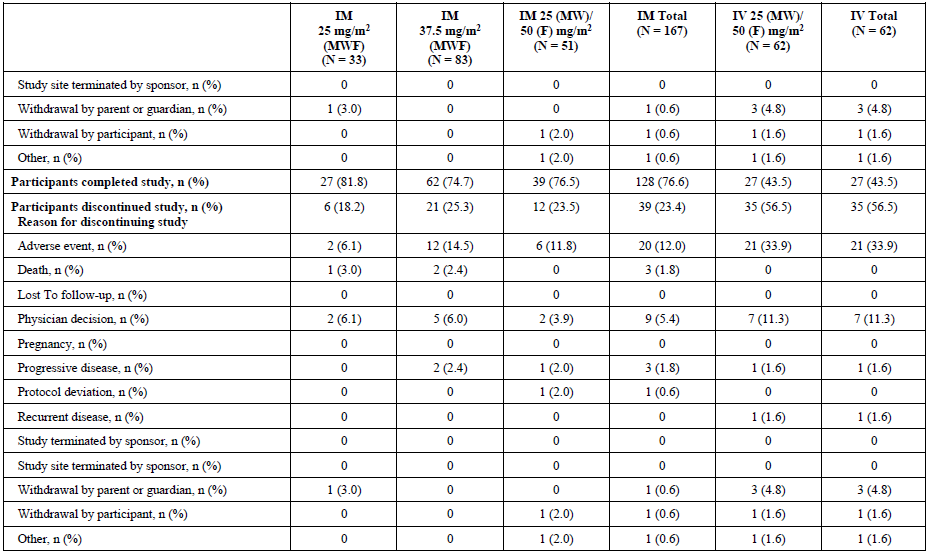 IM 25 mg/m² (MWF) (N = 33) IM 37.5 mg/m² (MWF) (N = 83) IM 25 (MW)/ 50 (F) mg/m² (N = 51) IM Total (N = 167) IV 25 (MW)/ 50 (F) mg/m² (N = 62) IV Total (N = 62)
Study site terminated by sponsor, n (%) 0 0 0 0 0 0
Withdrawal by parent or guardian, n (%) 1 (3.0) 0 0 1 (0.6) 3 (4.8) 3 (4.8)
Withdrawal by participant, n (%) 0 0 1 (2.0) 1 (0.6) 1 (1.6) 1 (1.6)
Other, n (%) 0 0 1 (2.0) 1 (0.6) 1 (1.6) 1 (1.6)
Participants completed study, n (%) 27 (81.8) 62 (74.7) 39 (76.5) 128 (76.6) 27 (43.5) 27 (43.5)
Participants discontinued study, n (%) 6 (18.2) 21 (25.3) 12 (23.5) 39 (23.4) 35 (56.5) 35 (56.5)
Reason for discontinuing study
Adverse event, n (%) 2 (6.1) 12 (14.5) 6 (11.8) 20 (12.0) 21 (33.9) 21 (33.9)
Death, n (%) 1 (3.0) 2 (2.4) 0 3 (1.8) 0 0
Lost To follow-up, n (%) 0 0 0 0 0 0
Physician decision, n (%) 2 (6.1) 5 (6.0) 2 (3.9) 9 (5.4) 7 (11.3) 7 (11.3)
Pregnancy, n (%) 0 0 0 0 0 0
Progressive disease, n (%) 0 2 (2.4) 1 (2.0) 3 (1.8) 1 (1.6) 1 (1.6)
Protocol deviation, n (%) 0 0 1 (2.0) 1 (0.6) 0 0
Recurrent disease, n (%) 0 0 0 0 1 (1.6) 1 (1.6)
Study terminated by sponsor, n (%) 0 0 0 0 0 0
Study site terminated by sponsor, n (%) 0 0 0 0 0 0
Withdrawal by parent or guardian, n (%) 1 (3.0) 0 0 1 (0.6) 3 (4.8) 3 (4.8)
Withdrawal by participant, n (%) 0 0 1 (2.0) 1 (0.6) 1 (1.6) 1 (1.6)
Other, n (%) 0 0 1 (2.0) 1 (0.6) 1 (1.6) 1 (1.6)